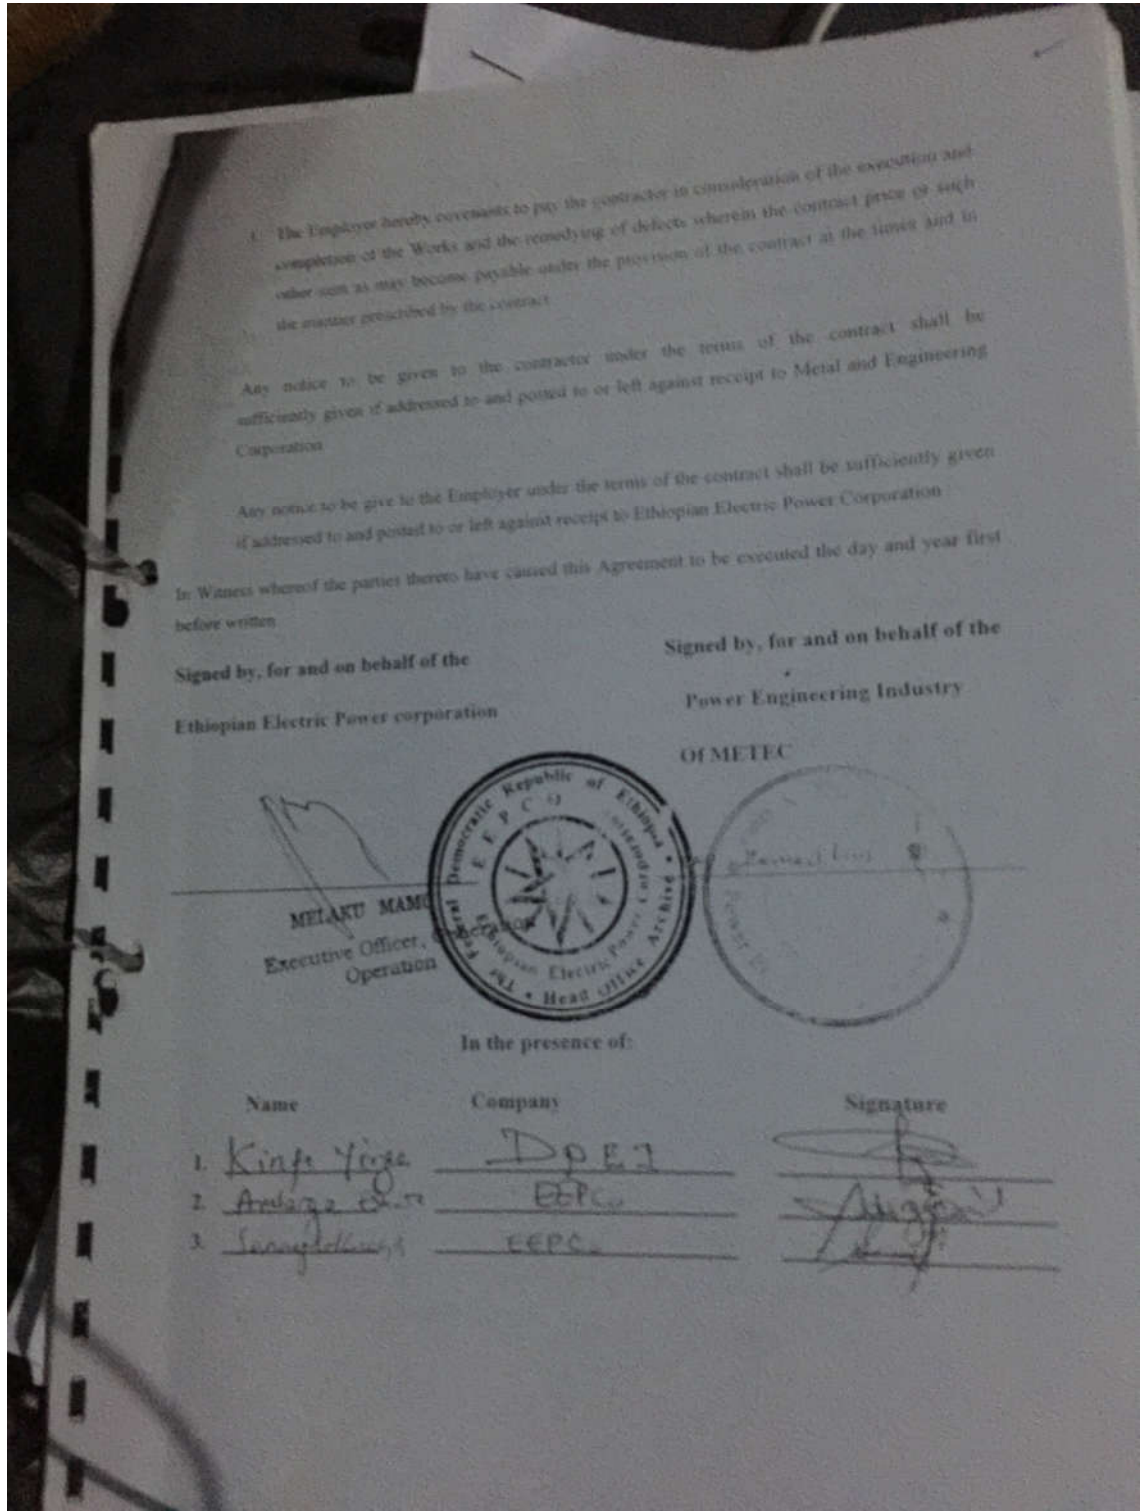 The Employer hereby covenants to pay the contractor in consideration of the execution and
completion of the Works and the remedying of defects wherein the contract price or such
other sum as may become payable under the provision of the contract at the times and in
the manner prescribed by the contract
Any notice to be given to the contractor under the terms of the contract shall be
sufficiently given if addressed to and posted to or left against receipt to Metal and Engineering
Corporation
Any notice to be give to the Employer under the terms of the contract shall be sufficiently given
if addressed to and posted to or left against receipt to Ethiopian Electric Power Corporation
In Witness whereof the parties thereto have caused this Agreement to be executed the day and year first
before written
Signed by, for and on behalf of the
Ethiopian Electric Power corporation
Signed by, for and on behalf of the
Power Engineering Industry
Of METEC
The Federal Democratic Republic of Ethiopia
EEPCO
Ethiopian Electric Power Corporation
Head Office Archive
MELAKU
Executive Officer,
Operation
In the presence of:
Name Company Signature
1. Kinfe DPEI
2. EEPCo
3. EEPCo